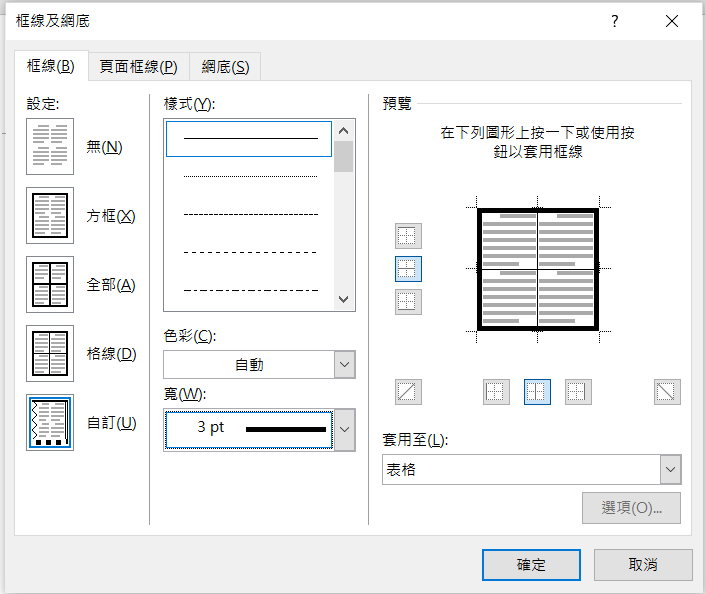 框線及網底
?
框線(B)
頁面框線(P)
網底(S)
設定:
無(N)
方框(X)
全部(A)
格線(D)
自訂(U)
樣式(Y):
色彩(C):
自動
寬(W):
3 pt
預覽
在下列圖形上按一下或使用按
鈕以套用框線
套用至(L):
表格
選項(O)...
確定
取消